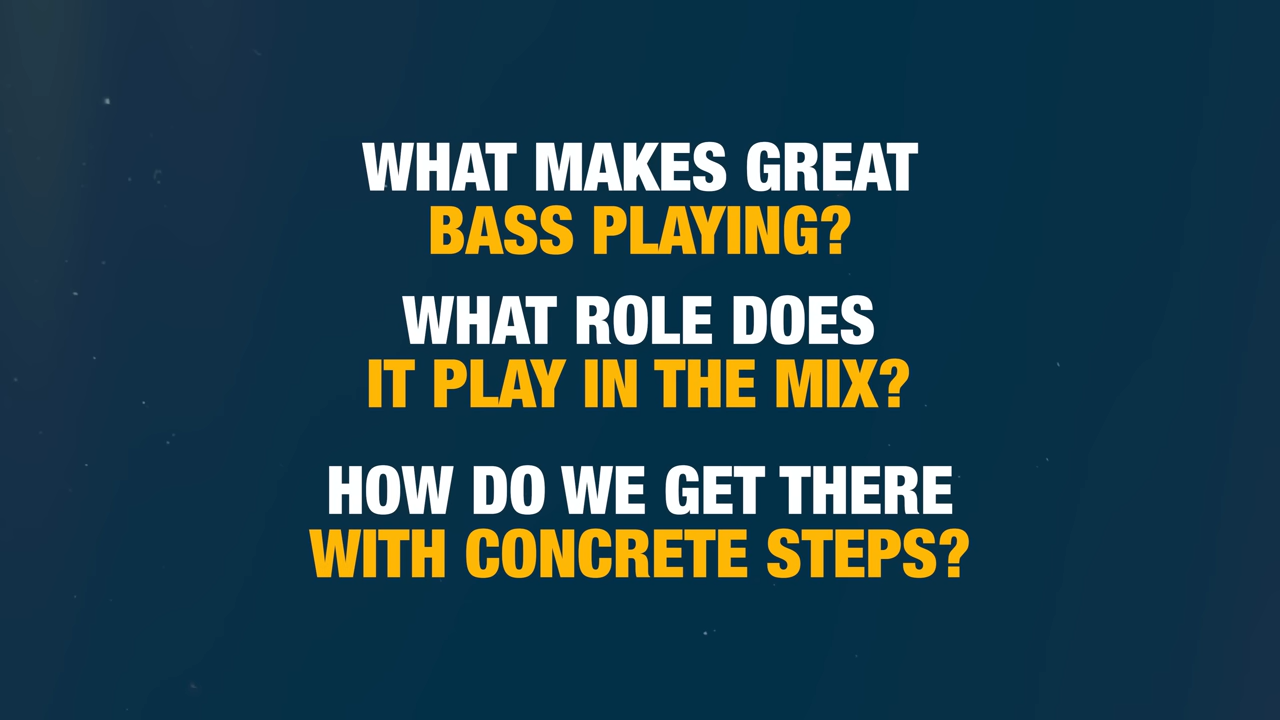 WHAT MAKES GREAT
BASS PLAYING?
WHAT ROLE DOES
IT PLAY IN THE MIX?
HOW DO WE GET THERE
WITH CONCRETE STEPS?